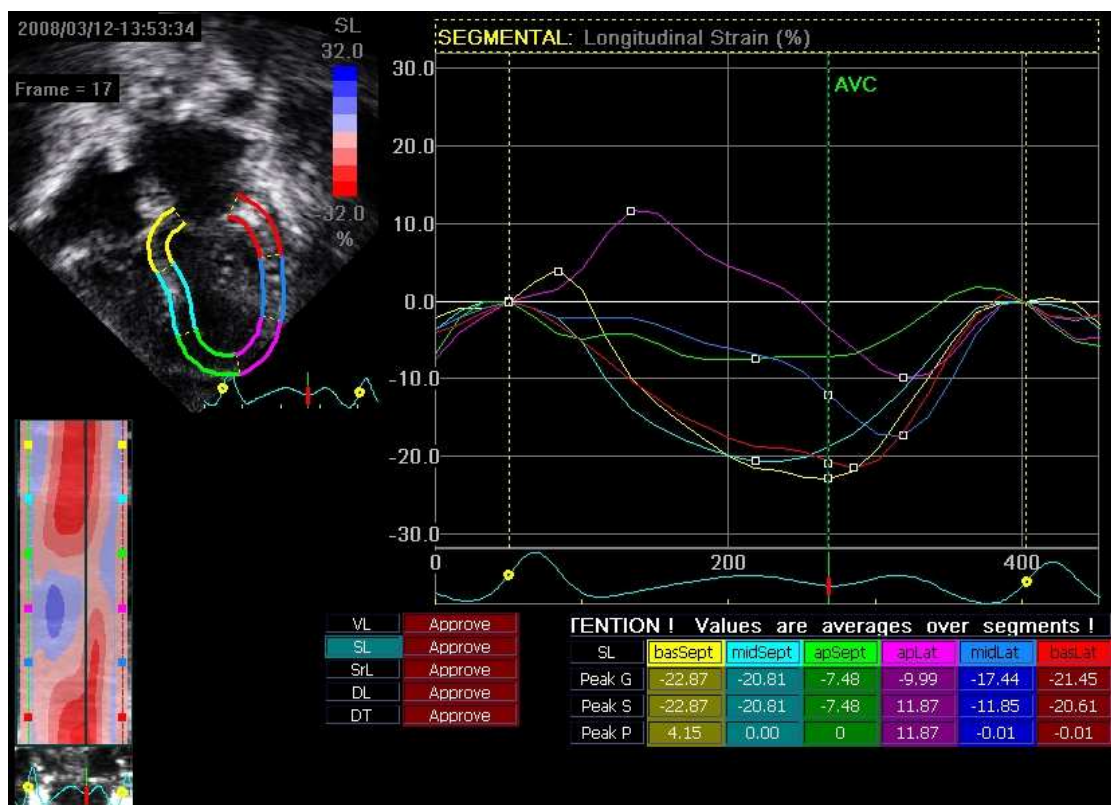 2008/03/12-13:53:34
SL
32.0
Frame = 17
-32.0
%
SEGMENTAL: Longitudinal Strain (%)
30.0
AVC
20.0
10.0
0.0
-10.0
-20.0
-30.0
0 200 400
VL Approve
SL Approve
SrL Approve
DL Approve
DT Approve
TENTION ! Values are averages over segments !
SL basSept midSept apSept apLat midLat basLat
Peak G -22.87 -20.81 -7.48 -9.99 -17.44 -21.45
Peak S -22.87 -20.81 -7.48 11.87 -11.85 -20.61
Peak P 4.15 0.00 0 11.87 -0.01 -0.01